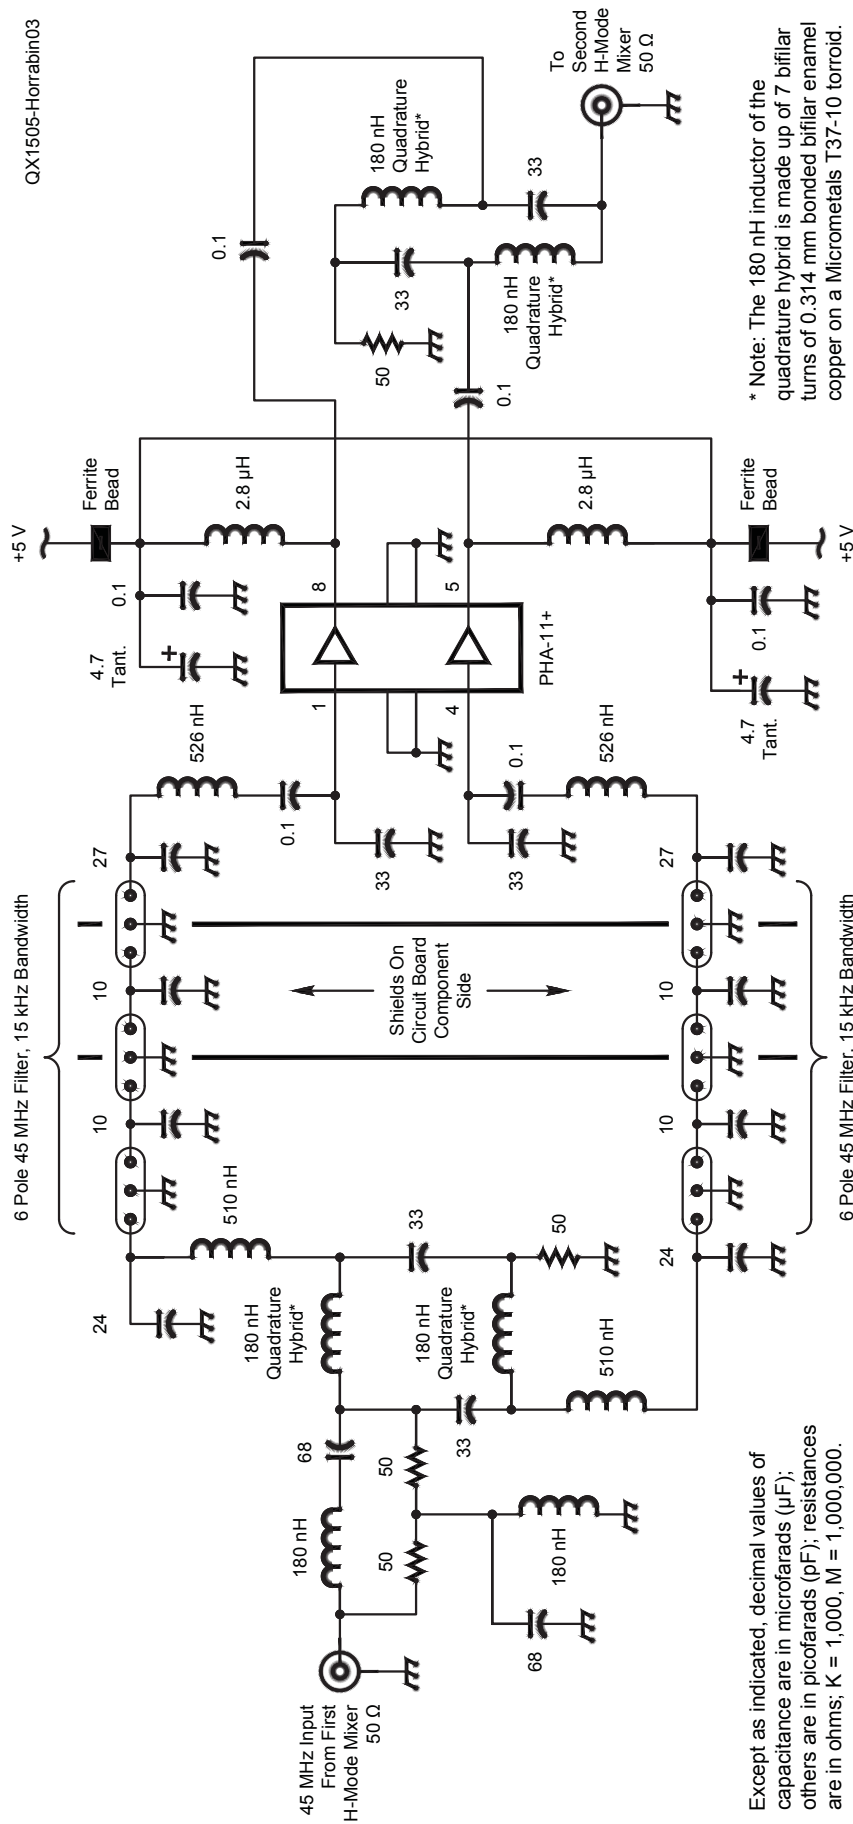 QX1505-Horrabin03
6 Pole 45 MHz Filter, 15 kHz Bandwidth
+5 V
Ferrite
Bead
4.7
Tant.
+
0.1
2.8 µH
0.1
24
10
10
27
526 nH
510 nH
0.1
33
1
8
180 nH
Quadrature
Hybrid*
33
180 nH
Quadrature
Hybrid*
33
50
180 nH
Quadrature
Hybrid*
To
Second
H-Mode
Mixer
50 Ω
45 MHz Input
From First
H-Mode Mixer
50 Ω
180 nH
68
50
50
68
180 nH
180 nH
Quadrature
Hybrid*
33
180 nH
Quadrature
Hybrid*
33
50
510 nH
Shields On
Circuit Board
Component
Side
4
5
PHA-11+
33
0.1
526 nH
0.1
2.8 µH
24
10
10
27
4.7
Tant.
+
0.1
Ferrite
Bead
+5 V
6 Pole 45 MHz Filter, 15 kHz Bandwidth
Except as indicated, decimal values of
capacitance are in microfarads (µF);
others are in picofarads (pF); resistances
are in ohms; K = 1,000, M = 1,000,000.
* Note: The 180 nH inductor of the
quadrature hybrid is made up of 7 bifilar
turns of 0.314 mm bonded bifilar enamel
copper on a Micrometals T37-10 torroid.